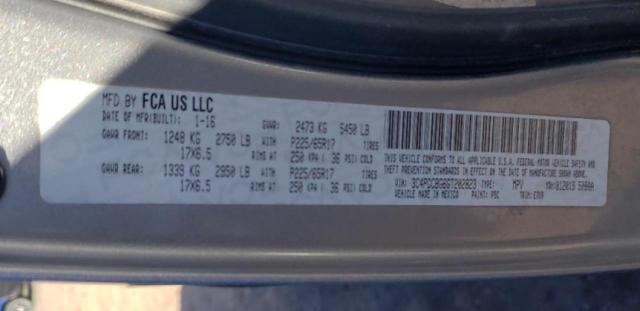 MFD BY FCA US LLC
DATE OF MFR(BUILT): 1-16 GVWR: 2473 KG 5450 LB
GAWR FRONT: 1248 KG 2750 LB P225/65R17 TIRES
17X6.5 RIMS AT 250 KPA ( 36 PSI) COLD
GAWR REAR: 1339 KG 2950 LB P225/65R17 TIRES
17X6.5 RIMS AT 250 KPA ( 36 PSI) COLD
THIS VEHICLE CONFORMS TO ALL APPLICABLE U.S.A. FEDERAL MOTOR VEHICLE SAFETY AND
THEFT PREVENTION STANDARDS IN EFFECT ON THE DATE OF MANUFACTURE SHOWN ABOVE.
VIN: TYPE: MPV MDH:
VEHICLE MADE IN MEXICO PAINT: PSC TRIM: